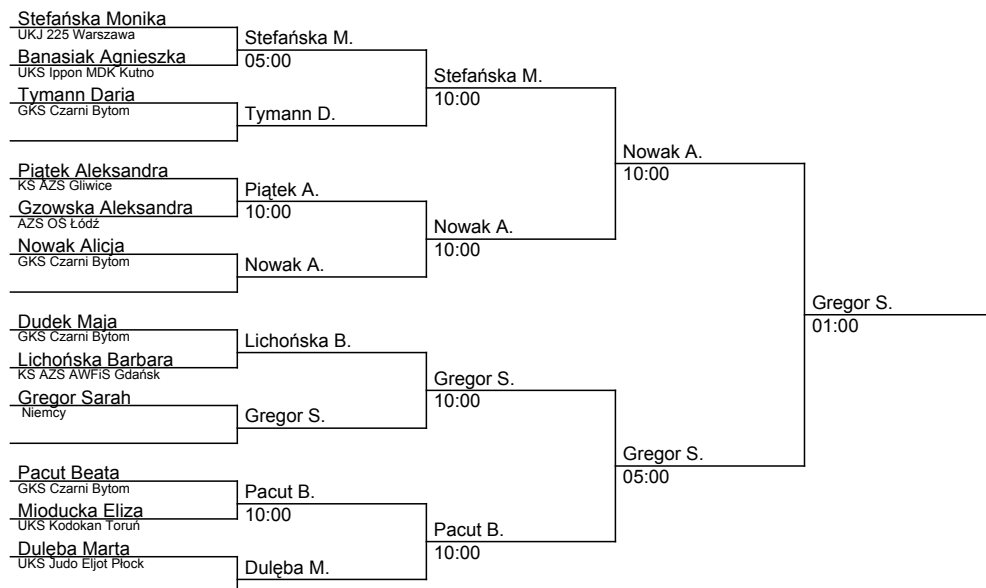 Stefańska Monika
UKJ 225 Warszawa
Banasiak Agnieszka
UKS Ippon MDK Kutno
Tymann Daria
GKS Czarni Bytom
Piątek Aleksandra
KS AZS Gliwice
Gzowska Aleksandra
AZS OŚ Łódź
Nowak Alicja
GKS Czarni Bytom
Dudek Maja
GKS Czarni Bytom
Lichońska Barbara
KS AZS AWFiS Gdańsk
Gregor Sarah
Niemcy
Pacut Beata
GKS Czarni Bytom
Mioducka Eliza
UKS Kodokan Toruń
Dulęba Marta
UKS Judo Eljot Płock
Stefańska M.
05:00
Tymann D.
Piątek A.
10:00
Nowak A.
Lichońska B.
Gregor S.
Pacut B.
10:00
Dulęba M.
Stefańska M.
10:00
Nowak A.
10:00
Gregor S.
10:00
Pacut B.
10:00
Nowak A.
10:00
Gregor S.
05:00
Gregor S.
01:00